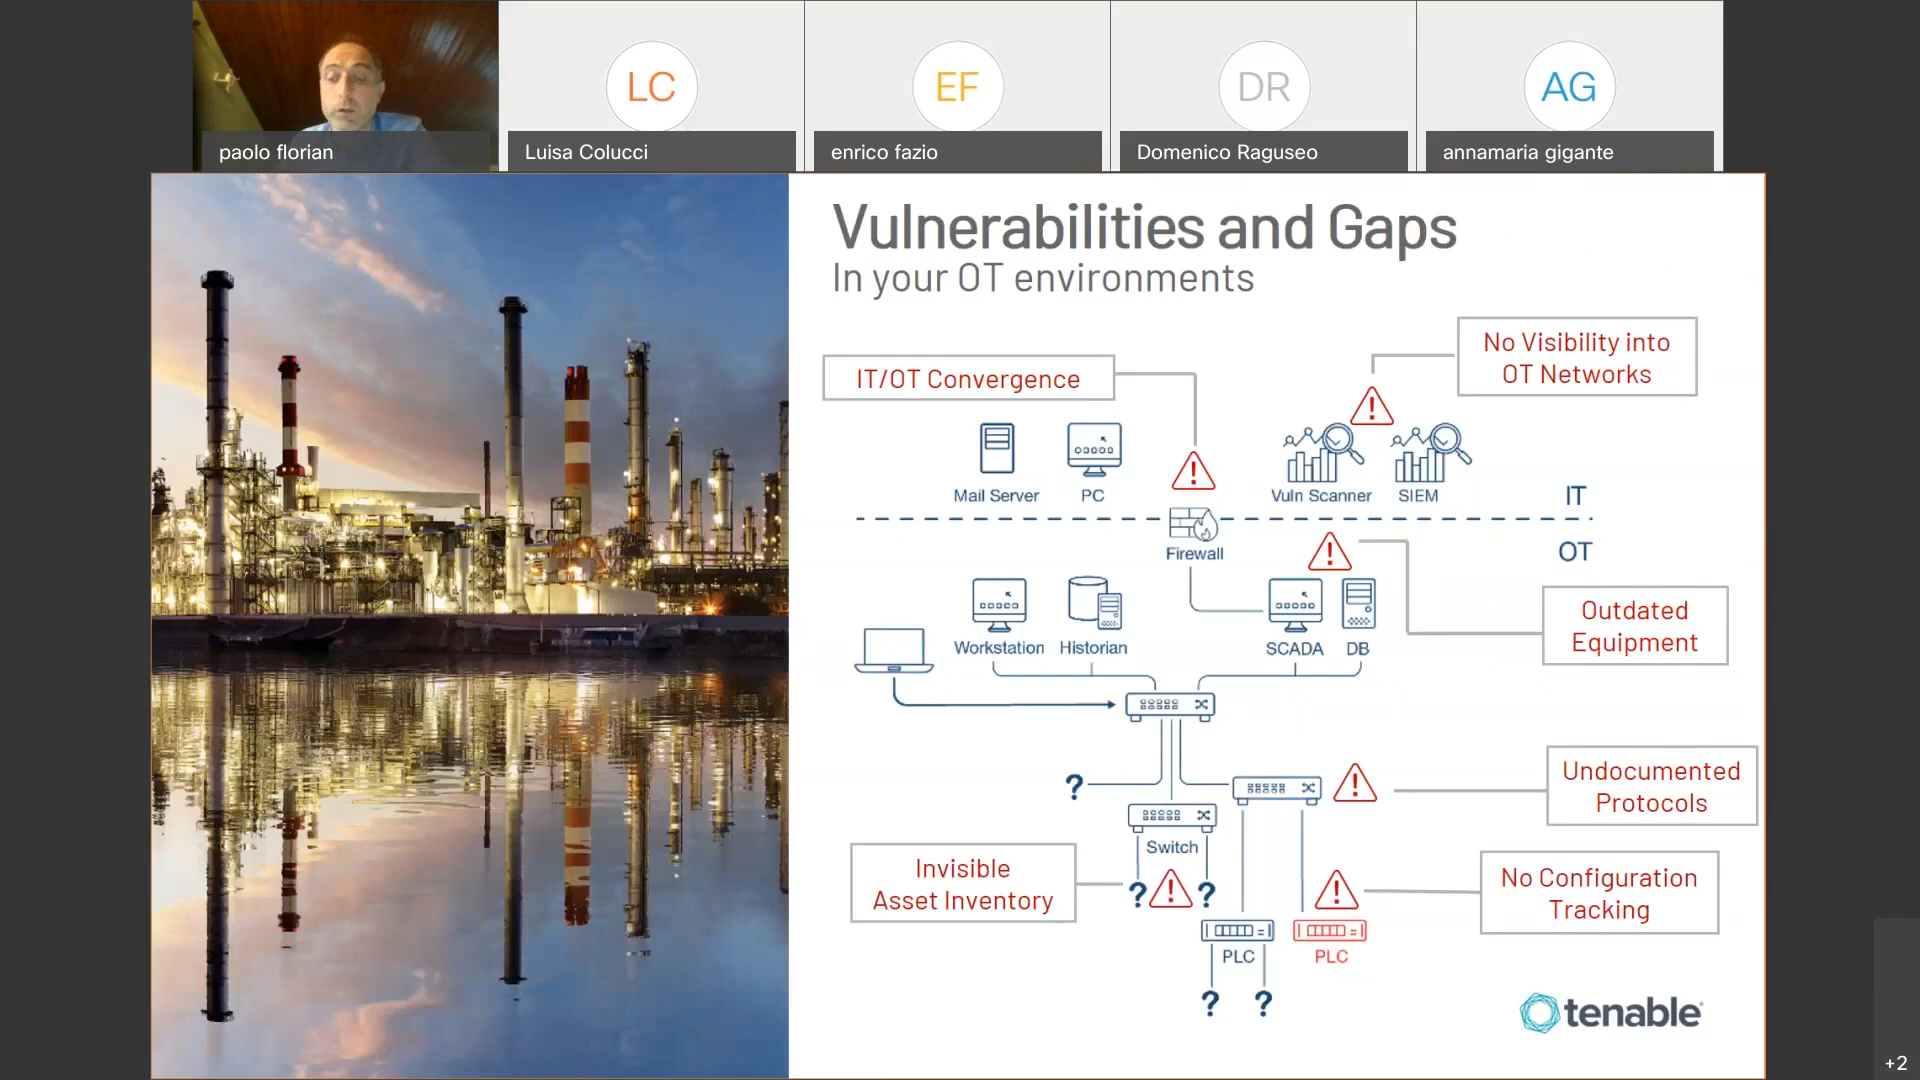 LC
EF
DR
AG
paolo florian
Luisa Colucci
enrico fazio
Domenico Raguseo
annamaria gigante
Vulnerabilities and Gaps
In your OT environments
No Visibility into
OT Networks
IT/OT Convergence
Mail Server
PC
Vuln Scanner
SIEM
IT
Firewall
OT
Outdated
Equipment
Workstation
Historian
SCADA
DB
?
Undocumented
Protocols
Switch
Invisible
Asset Inventory
?
?
No Configuration
Tracking
PLC
PLC
?
?
tenable
+2